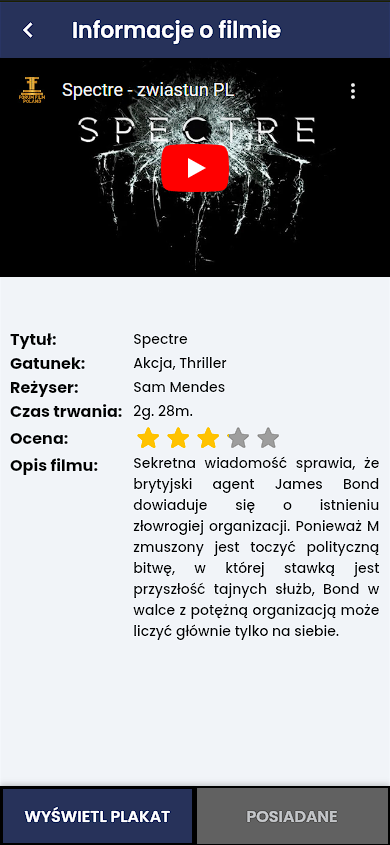 Informacje o filmie
FORUM FILM
POLAND
Spectre - zwiastun PL
SPECTRE
Tytuł: Spectre
Gatunek: Akcja, Thriller
Reżyser: Sam Mendes
Czas trwania: 2g. 28m.
Ocena:
Opis filmu: Sekretna wiadomość sprawia, że
brytyjski agent James Bond
dowiaduje się o istnieniu
złowrogiej organizacji. Ponieważ M
zmuszony jest toczyć polityczną
bitwę, w której stawką jest
przyszłość tajnych służb, Bond w
walce z potężną organizacją może
liczyć głównie tylko na siebie.
WYŚWIETL PLAKAT
POSIADANE